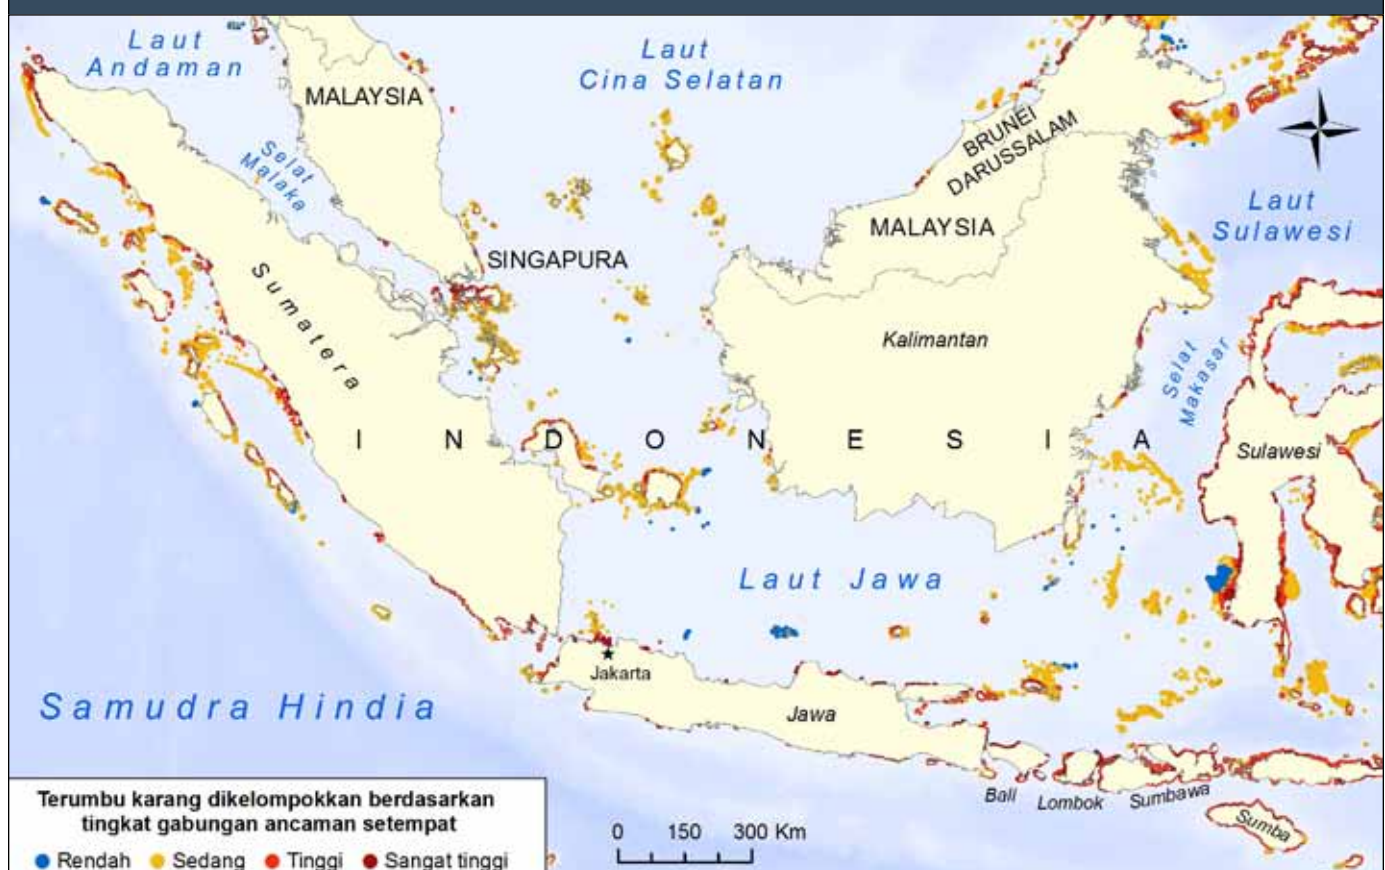 Laut
Andaman
Laut
Cina Selatan
MALAYSIA
BRUNEI
DARUSSALAM
Selat
Malaka
Laut
Sulawesi
MALAYSIA
SINGAPURA
Sumatera
Kalimantan
Selat
Makasar
INDONESIA
Sulawesi
Laut Jawa
Jakarta
Samudra Hindia
Jawa
Bali
Lombok
Sumbawa
Sumba
Terumbu karang dikelompokkan berdasarkan
tingkat gabungan ancaman setempat
Rendah Sedang Tinggi Sangat tinggi
0 150 300 Km